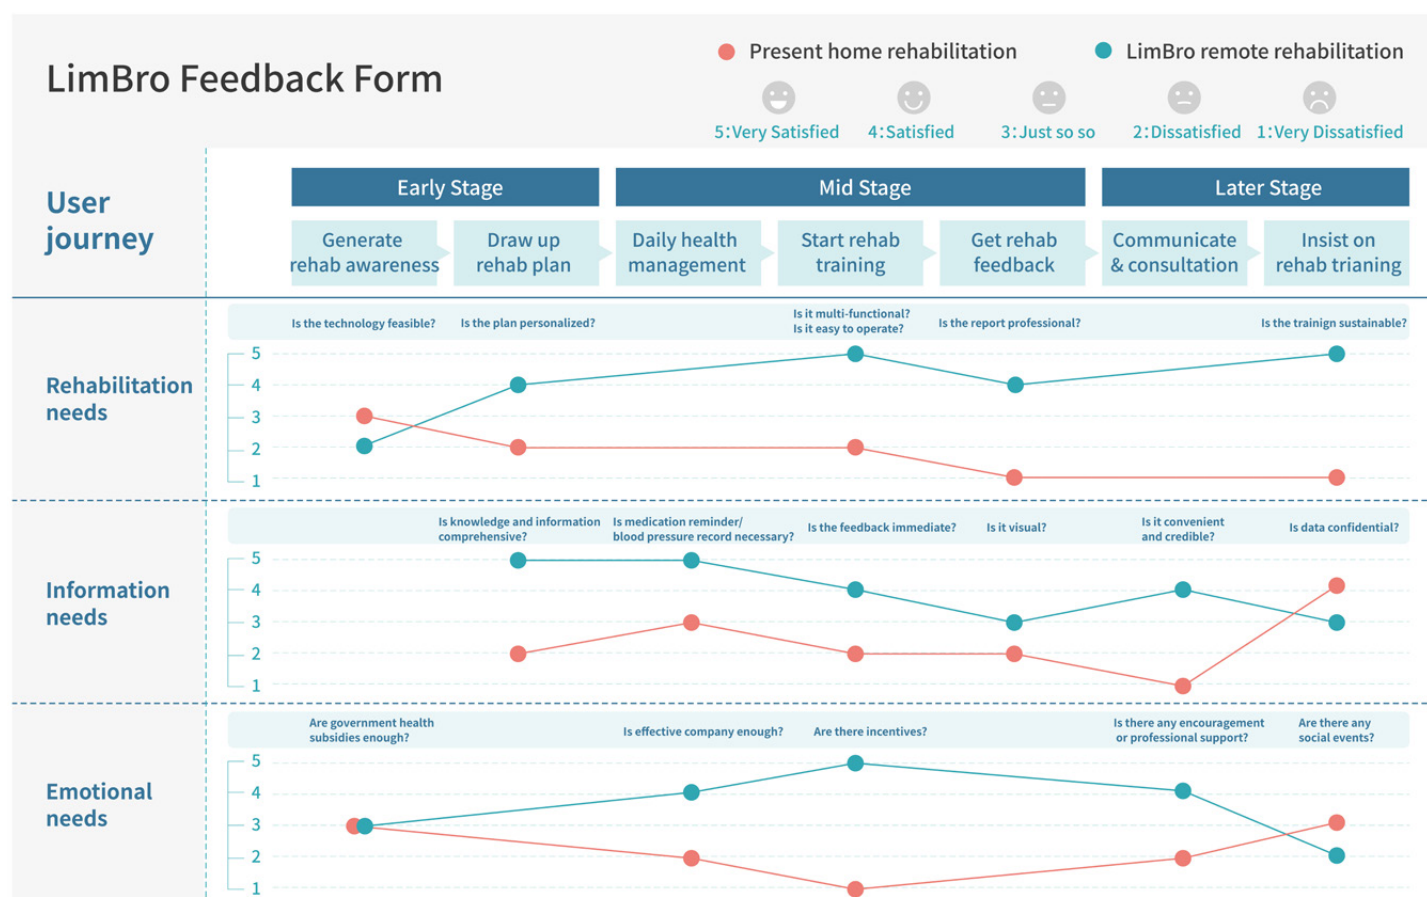 LimBro Feedback Form
Present home rehabilitation
LimBro remote rehabilitation
5:Very Satisfied
4:Satisfied
3:Just so so
2:Dissatisfied
1:Very Dissatisfied
User
journey
Early Stage
Mid Stage
Later Stage
Generate
rehab awareness
Draw up
rehab plan
Daily health
management
Start rehab
training
Get rehab
feedback
Communicate
& consultation
Insist on
rehab trianing
Rehabilitation
needs
Is the technology feasible?
Is the plan personalized?
Is it multi-functional?
Is it easy to operate?
Is the report professional?
Is the trainign sustainable?
5
4
3
2
1
Information
needs
Is knowledge and information
comprehensive?
Is medication reminder/
blood pressure record necessary?
Is the feedback immediate?
Is it visual?
Is it convenient
and credible?
Is data confidential?
5
4
3
2
1
Emotional
needs
Are government health
subsidies enough?
Is effective company enough?
Are there incentives?
Is there any encouragement
or professional support?
Are there any
social events?
5
4
3
2
1